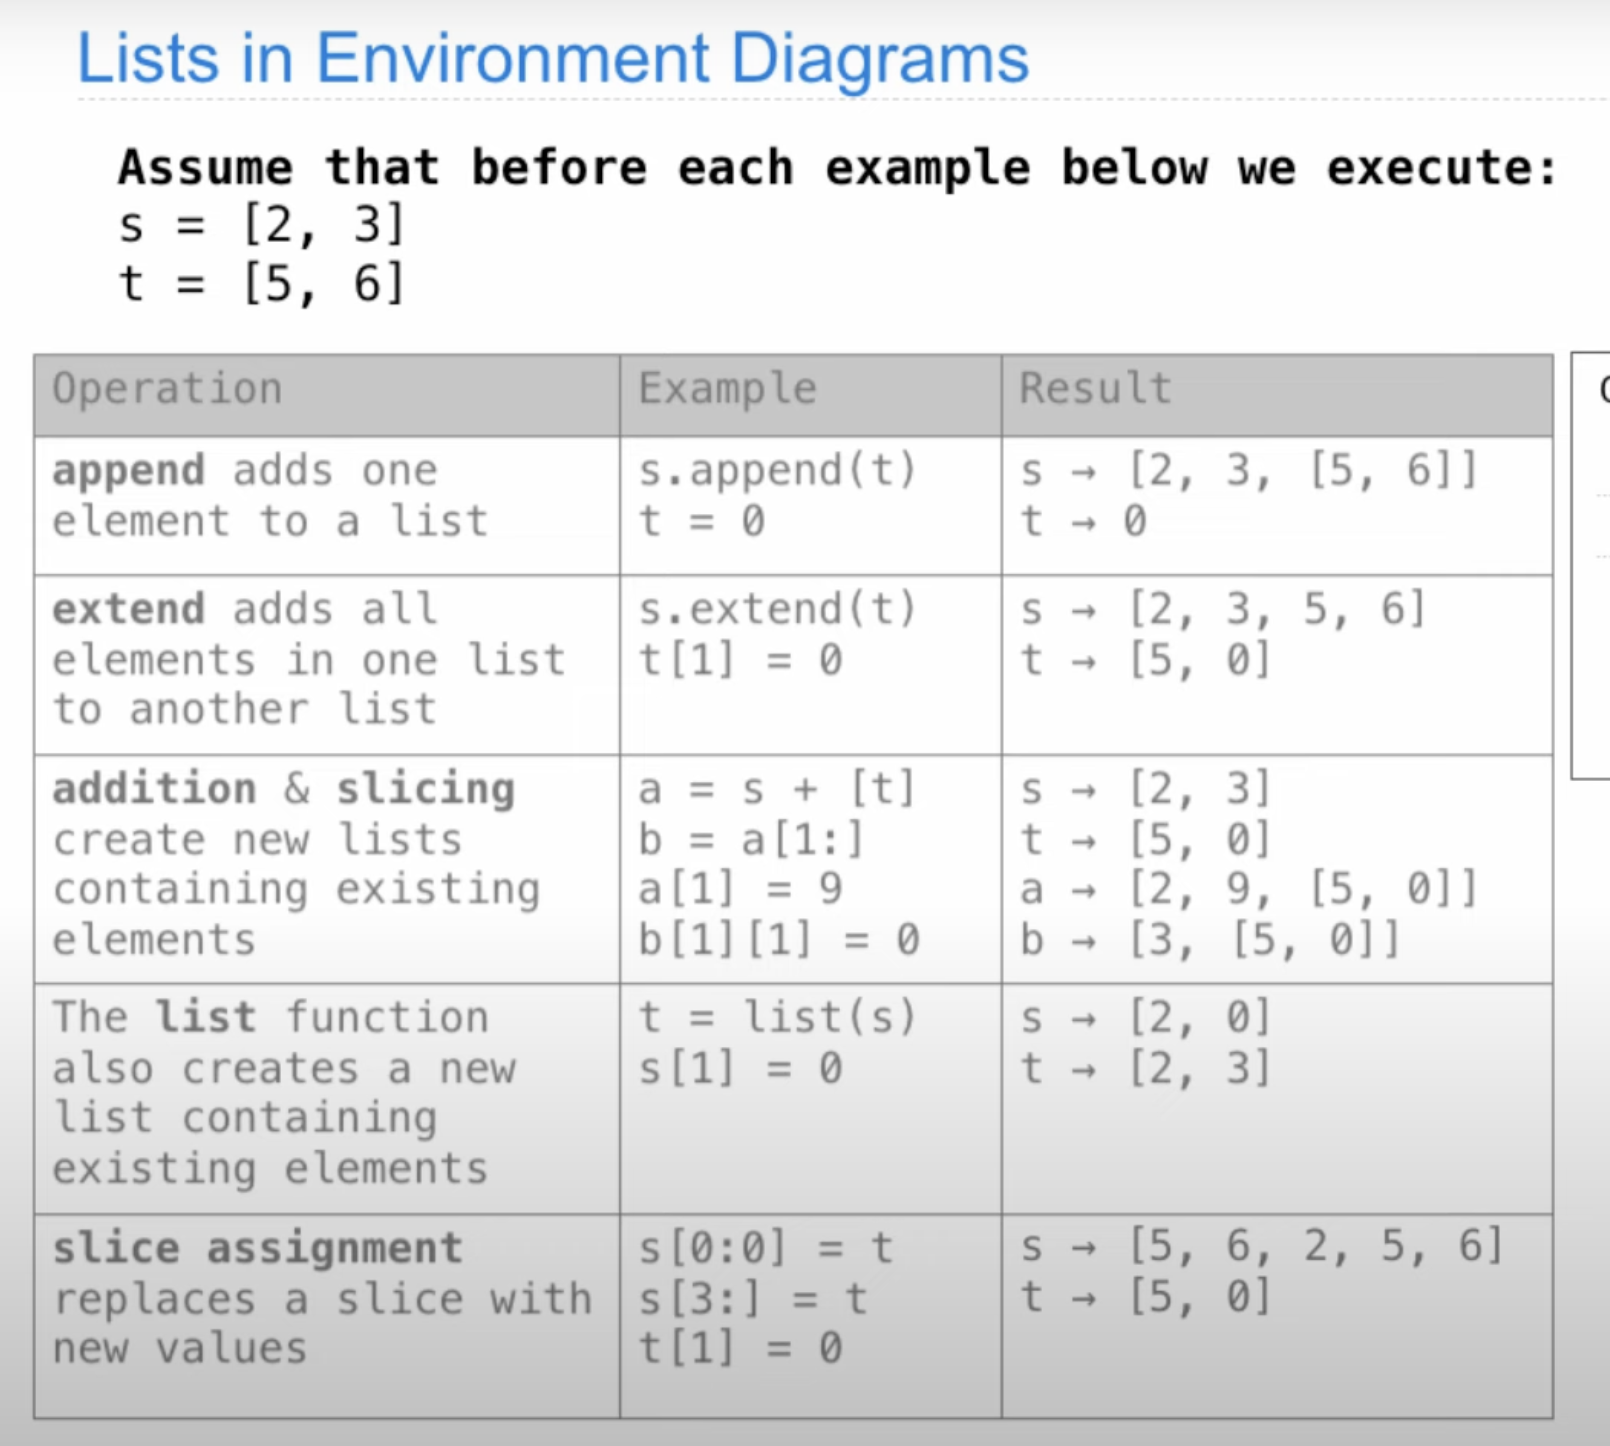 Lists in Environment Diagrams
Assume that before each example below we execute:
s = [2, 3]
t = [5, 6]
Operation
Example
Result
append adds one
element to a list
s.append(t)
t = 0
s → [2, 3, [5, 6]]
t → 0
extend adds all
elements in one list
to another list
s.extend(t)
t[1] = 0
s → [2, 3, 5, 6]
t → [5, 0]
addition & slicing
create new lists
containing existing
elements
a = s + [t]
b = a[1:]
a[1] = 9
b[1][1] = 0
s → [2, 3]
t → [5, 0]
a → [2, 9, [5, 0]]
b → [3, [5, 0]]
The list function
also creates a new
list containing
existing elements
t = list(s)
s[1] = 0
s → [2, 0]
t → [2, 3]
slice assignment
replaces a slice with
new values
s[0:0] = t
s[3:] = t
t[1] = 0
s → [5, 6, 2, 5, 6]
t → [5, 0]